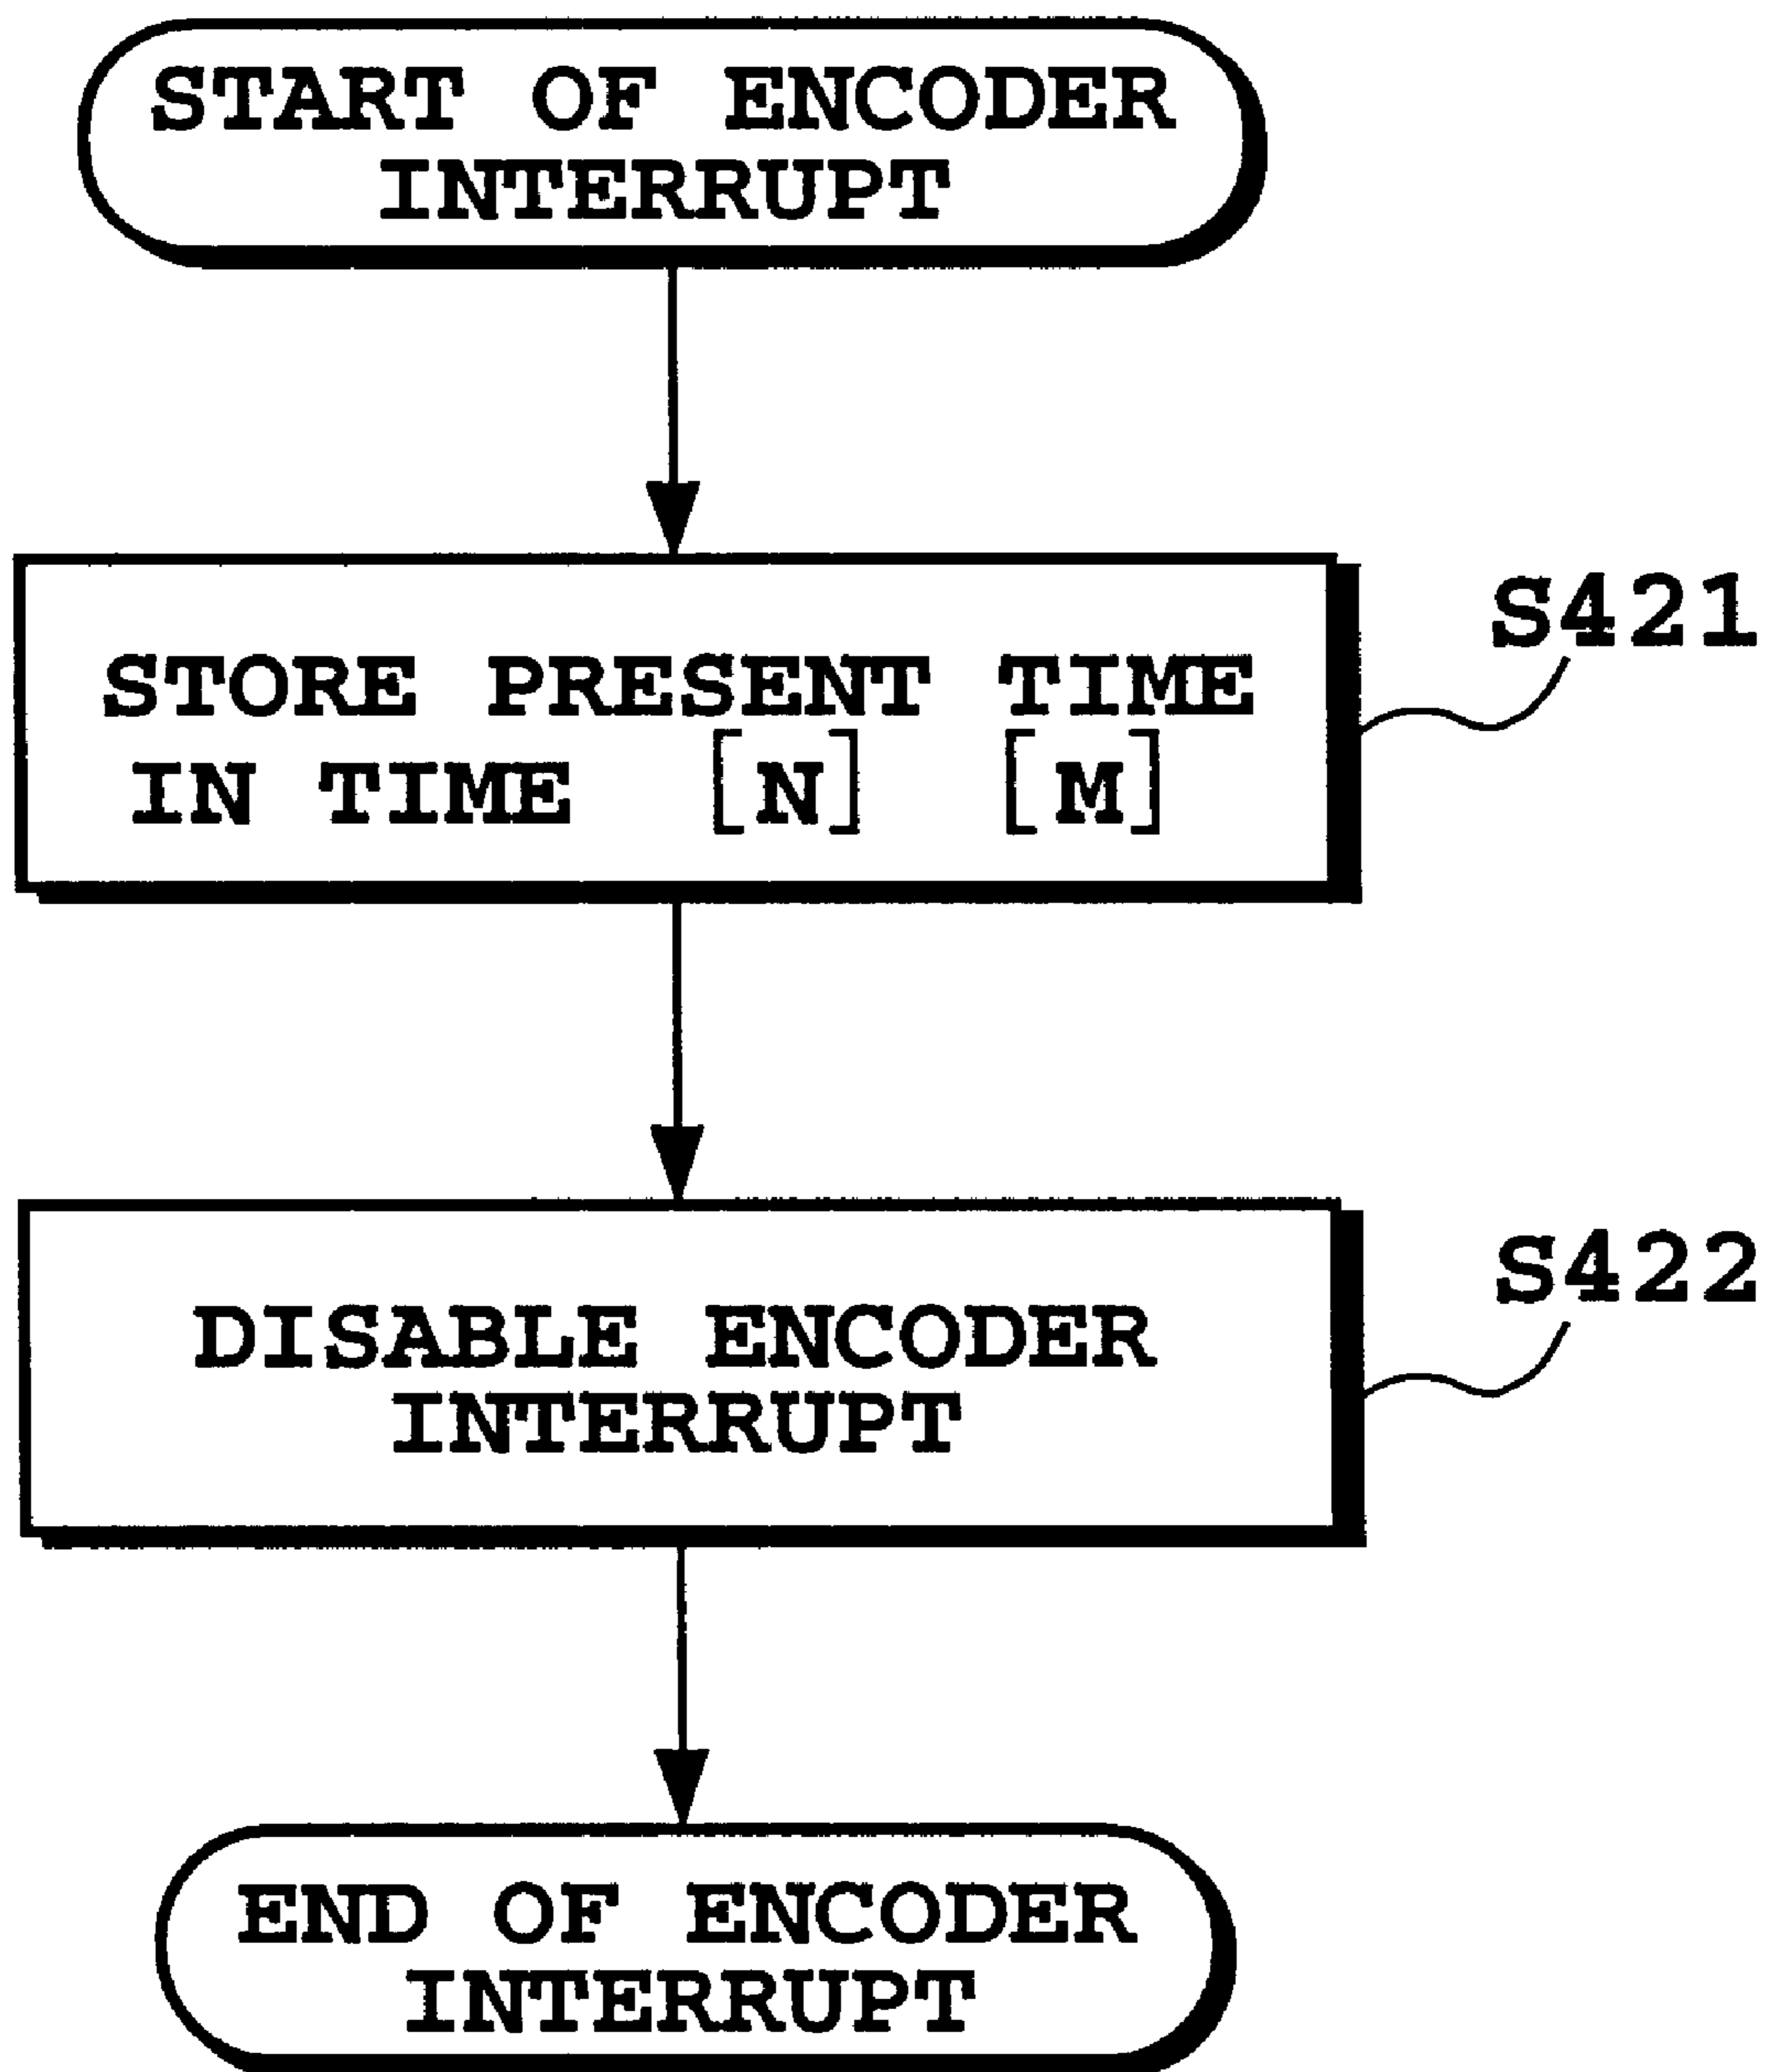 START OF ENCODER
INTERRUPT
S421
STORE PRESENT TIME
IN TIME [N] [M]
S422
DISABLE ENCODER
INTERRUPT
END OF ENCODER
INTERRUPT